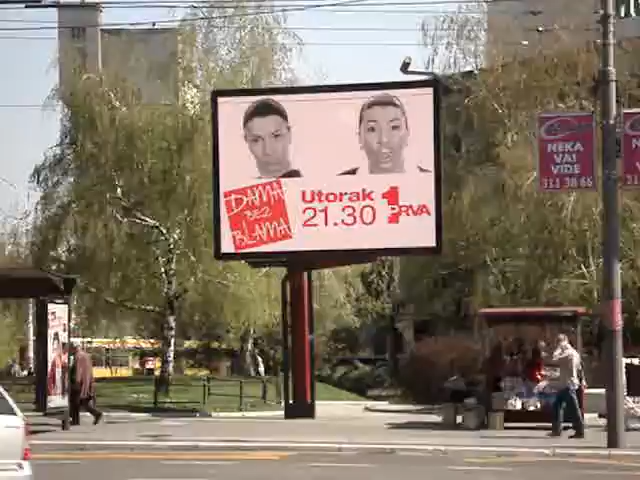 DAMA
BEZ
BLAMA
Utorak
21.30
1
PRVA
NEKA
VAI
VIDE
311 38 66